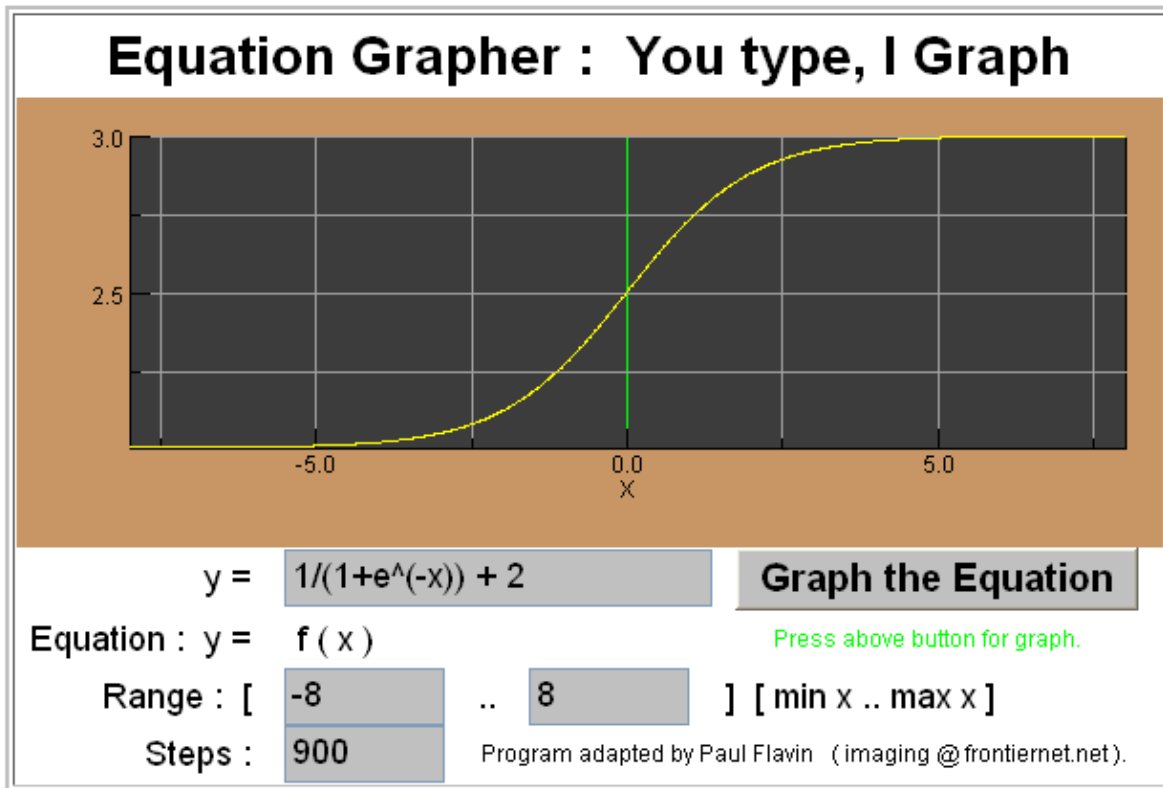 Equation Grapher : You type, I Graph
3.0
2.5
-5.0 0.0 5.0
X
y = 1/(1+e^(-x)) + 2 Graph the Equation
Equation : y = f ( x ) Press above button for graph.
Range : [ -8 .. 8 ] [ min x .. max x ]
Steps : 900 Program adapted by Paul Flavin ( imaging @ frontiernet.net ).